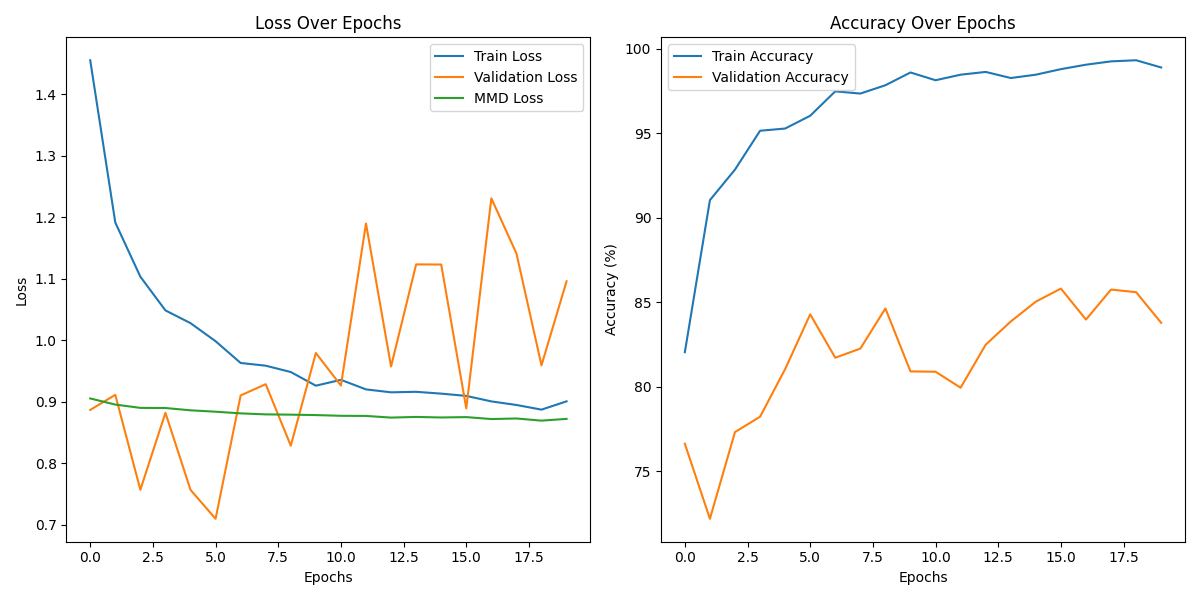 Loss Over Epochs
Train Loss
Validation Loss
MMD Loss
Loss
1.4
1.3
1.2
1.1
1.0
0.9
0.8
0.7
0.0 2.5 5.0 7.5 10.0 12.5 15.0 17.5
Epochs
Accuracy Over Epochs
Train Accuracy
Validation Accuracy
Accuracy (%)
100
95
90
85
80
75
0.0 2.5 5.0 7.5 10.0 12.5 15.0 17.5
Epochs